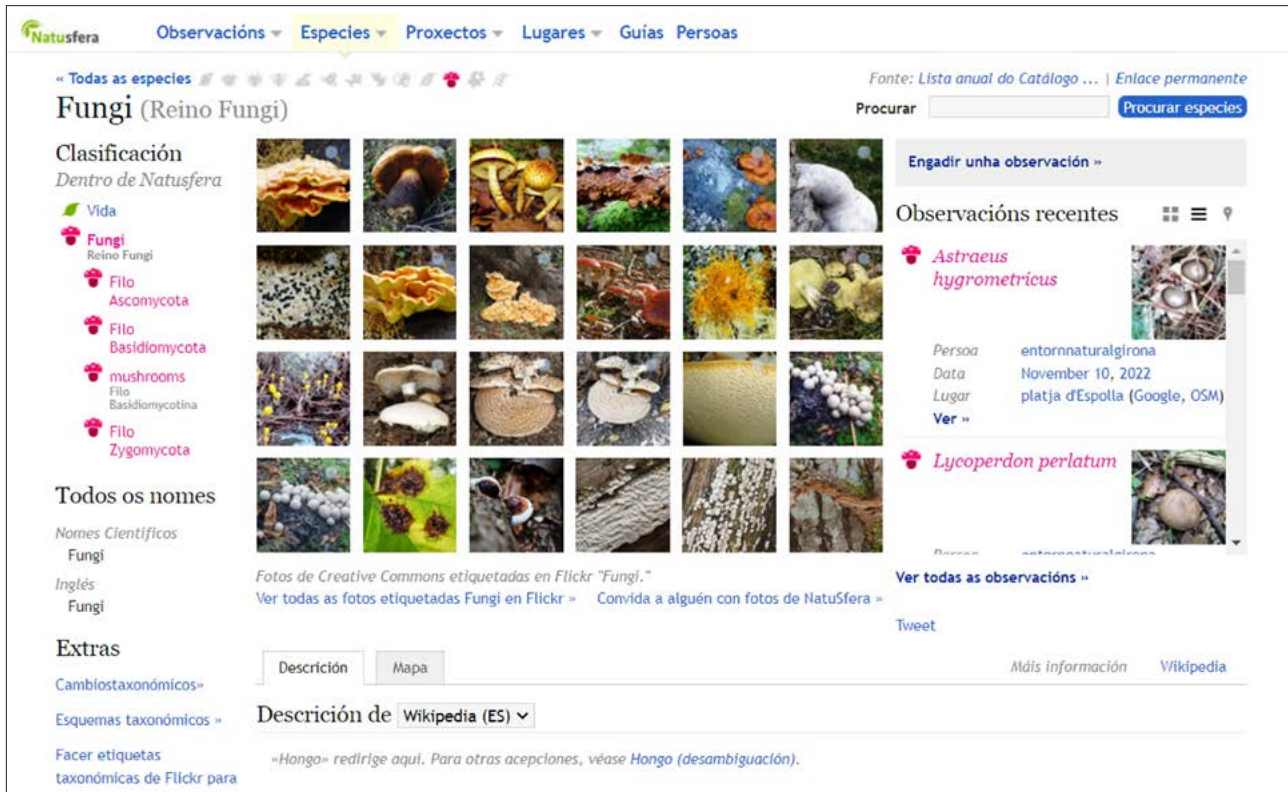 Natusfera
Observacións Especies Proxectos Lugares Guías Persoas
« Todas as especies
Fonte: Lista anual do Catálogo ... | Enlace permanente
Fungi (Reino Fungi)
Procurar Procurar especies
Clasificación
Dentro de Natusfera
Vida
Fungi
Reino Fungi
Filo
Ascomycota
Filo
Basidiomycota
mushrooms
Filo
Basidiomycotina
Filo
Zygomycota
Todos os nomes
Nomes Científicos
Fungi
Inglés
Fungi
Extras
Cambiostaxonómicos»
Esquemas taxonómicos »
Facer etiquetas
taxonómicas de Flickr para
Fotos de Creative Commons etiquetadas en Flickr "Fungi."
Ver todas as fotos etiquetadas Fungi en Flickr » Convida a alguén con fotos de NatuSfera »
Engadir unha observación »
Observacións recentes
Astraeus
hygrometricus
Persoa entornnaturalgirona
Data November 10, 2022
Lugar platja d'Espolla (Google, OSM)
Ver »
Lycoperdon perlatum
Persoa entornnaturalgirona
Ver todas as observacións »
Tweet
Descrición Mapa
Máis información Wikipedia
Descrición de Wikipedia (ES)
«Hongo» redirige aquí. Para otras acepciones, véase Hongo (desambiguación).